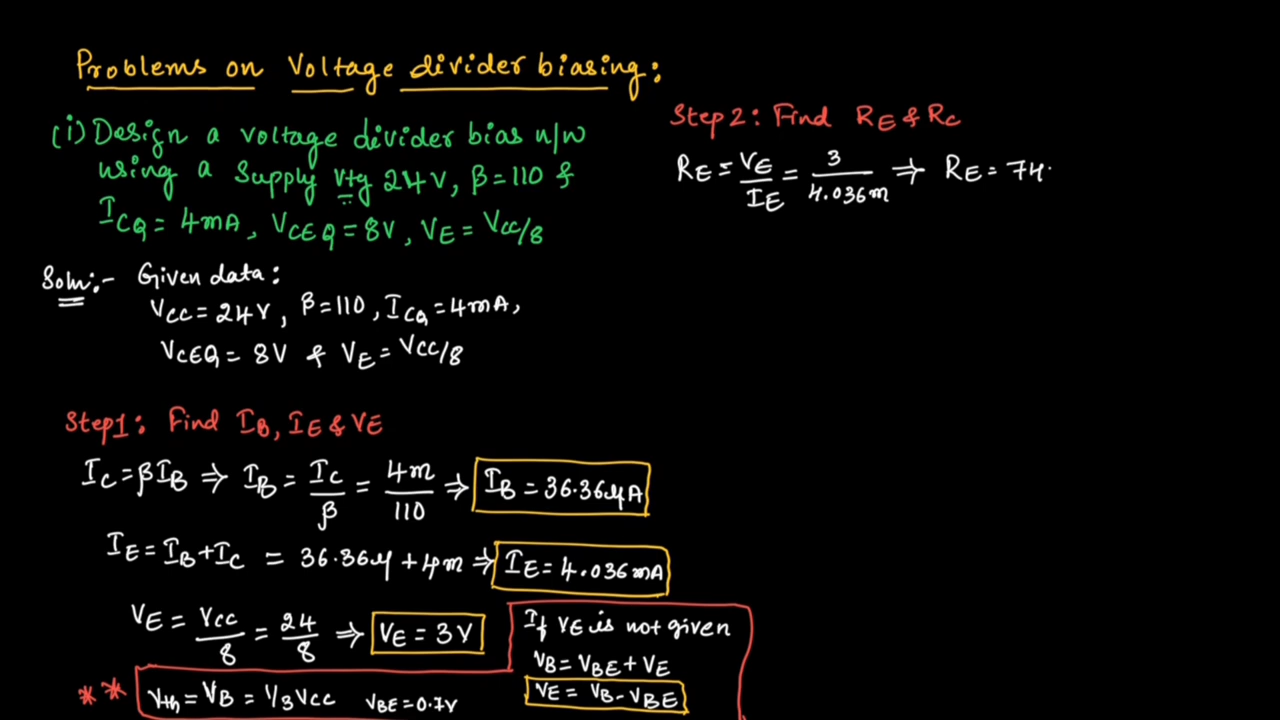 Problems on Voltage divider biasing:
(i) Design a voltage divider bias n/w
using a supply vtg 24V, β=110 &
ICQ = 4mA, VCEQ = 8V, VE = VCC/8
Soln:- Given data:
VCC = 24V, β=110, ICQ = 4mA,
VCEQ = 8V & VE = VCC/8
Step1: Find IB, IE & VE
IC = βIB ⇒ IB = IC/β = 4m/110 ⇒ IB = 36.36μA
IE = IB + IC = 36.36μ + 4m ⇒ IE = 4.036mA
VE = VCC/8 = 24/8 ⇒ VE = 3V
If VE is not given
VB = VBE + VE
VE = VB - VBE
** Vth = VB = 1/3 VCC VBE = 0.7V
Step2: Find RE & RC
RE = VE/IE = 3/4.036m ⇒ RE = 74.